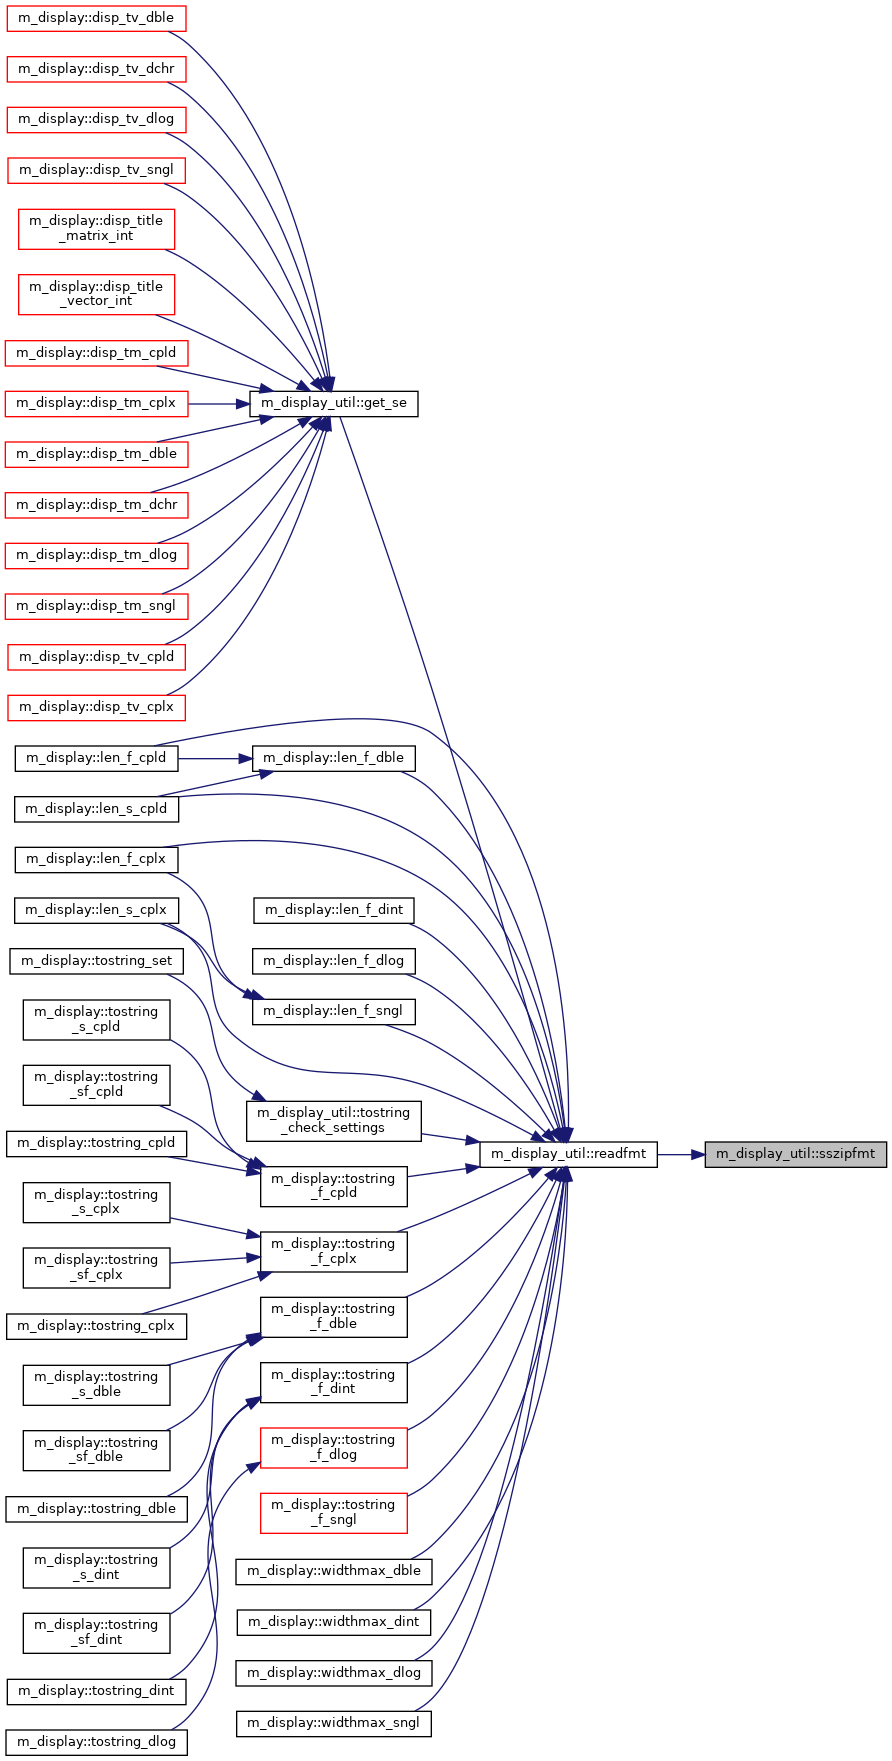 m_display::disp_tv_dble
m_display::disp_tv_dchr
m_display::disp_tv_dlog
m_display::disp_tv_sngl
m_display::disp_title
_matrix_int
m_display::disp_title
_vector_int
m_display::disp_tm_cpld
m_display::disp_tm_cplx
m_display_util::get_se
m_display::disp_tm_dble
m_display::disp_tm_dchr
m_display::disp_tm_dlog
m_display::disp_tm_sngl
m_display::disp_tv_cpld
m_display::disp_tv_cplx
m_display::len_f_cpld
m_display::len_f_dble
m_display::len_s_cpld
m_display::len_f_cplx
m_display::len_s_cplx
m_display::len_f_dint
m_display::tostring_set
m_display::len_f_dlog
m_display::tostring
_s_cpld
m_display::len_f_sngl
m_display::tostring
_sf_cpld
m_display_util::tostring
_check_settings
m_display::tostring_cpld
m_display_util::readfmt
m_display_util::sszipfmt
m_display::tostring
_f_cpld
m_display::tostring
_s_cplx
m_display::tostring
_f_cplx
m_display::tostring
_sf_cplx
m_display::tostring_cplx
m_display::tostring
_f_dble
m_display::tostring
_s_dble
m_display::tostring
_f_dint
m_display::tostring
_sf_dble
m_display::tostring
_f_dlog
m_display::tostring_dble
m_display::tostring
_f_sngl
m_display::tostring
_s_dint
m_display::widthmax_dble
m_display::tostring
_sf_dint
m_display::widthmax_dint
m_display::tostring_dint
m_display::widthmax_dlog
m_display::tostring_dlog
m_display::widthmax_sngl